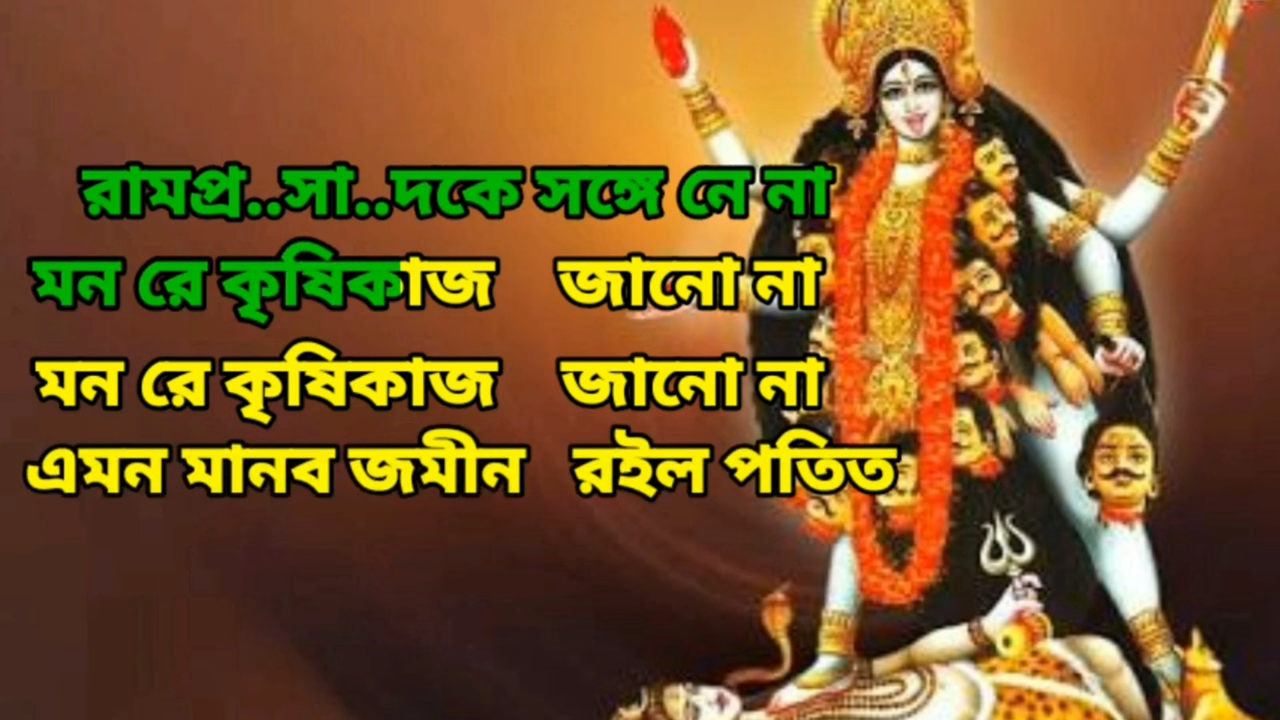 রামপ্র..সা..দকে সঙ্গে নে না
মন রে কৃষিকাজ জানো না
মন রে কৃষিকাজ জানো না
এমন মানব জমীন রইল পতিত